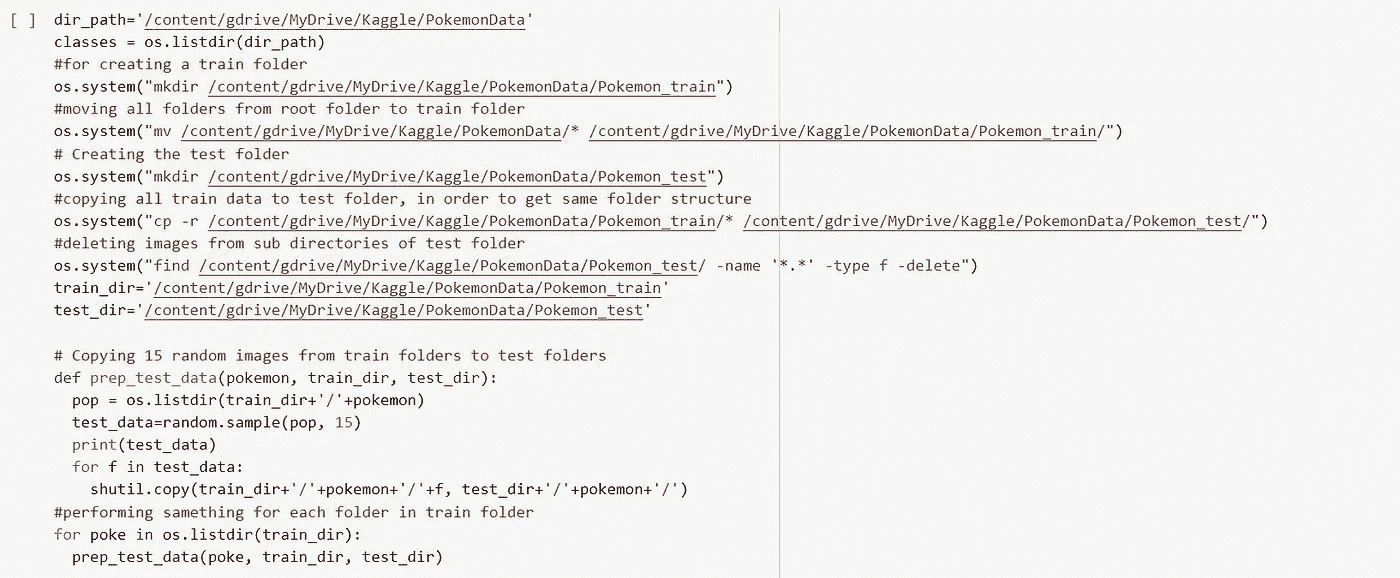 [ ] dir_path='/content/gdrive/MyDrive/Kaggle/PokemonData'
classes = os.listdir(dir_path)
#for creating a train folder
os.system("mkdir /content/gdrive/MyDrive/Kaggle/PokemonData/Pokemon_train")
#moving all folders from root folder to train folder
os.system("mv /content/gdrive/MyDrive/Kaggle/PokemonData/* /content/gdrive/MyDrive/Kaggle/PokemonData/Pokemon_train/")
# Creating the test folder
os.system("mkdir /content/gdrive/MyDrive/Kaggle/PokemonData/Pokemon_test")
#copying all train data to test folder, in order to get same folder structure
os.system("cp -r /content/gdrive/MyDrive/Kaggle/PokemonData/Pokemon_train/* /content/gdrive/MyDrive/Kaggle/PokemonData/Pokemon_test/")
#deleting images from sub directories of test folder
os.system("find /content/gdrive/MyDrive/Kaggle/PokemonData/Pokemon_test/ -name '*.*' -type f -delete")
train_dir='/content/gdrive/MyDrive/Kaggle/PokemonData/Pokemon_train'
test_dir='/content/gdrive/MyDrive/Kaggle/PokemonData/Pokemon_test'

# Copying 15 random images from train folders to test folders
def prep_test_data(pokemon, train_dir, test_dir):
  pop = os.listdir(train_dir+'/'+pokemon)
  test_data=random.sample(pop, 15)
  print(test_data)
  for f in test_data:
    shutil.copy(train_dir+'/'+pokemon+'/'+f, test_dir+'/'+pokemon+'/')
#performing samething for each folder in train folder
for poke in os.listdir(train_dir):
  prep_test_data(poke, train_dir, test_dir)